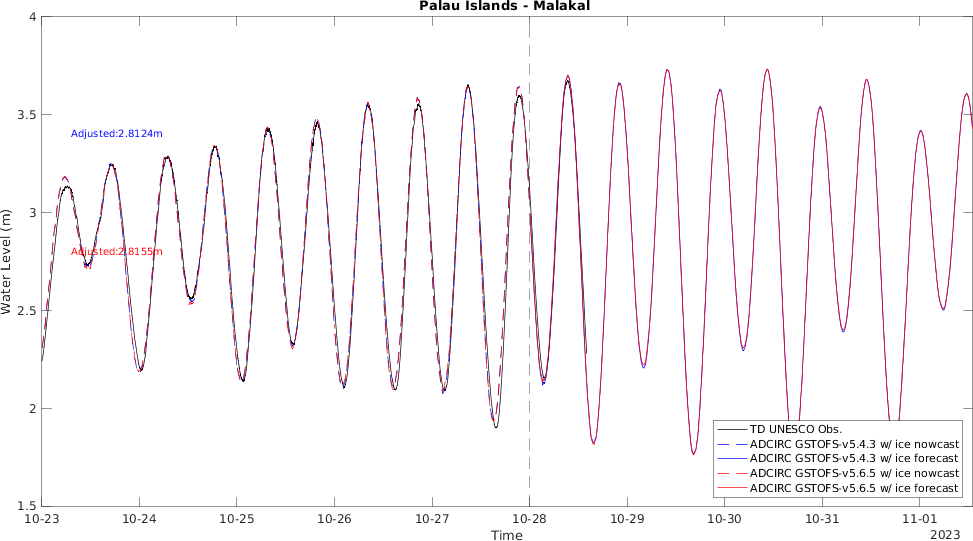 Palau Islands - Malakal
4
3.5
3
2.5
2
1.5
Water Level (m)
Adjusted:2.8124m
Adjusted:2.8155m
TD UNESCO Obs.
ADCIRC GSTOFS-v5.4.3 w/ ice nowcast
ADCIRC GSTOFS-v5.4.3 w/ ice forecast
ADCIRC GSTOFS-v5.6.5 w/ ice nowcast
ADCIRC GSTOFS-v5.6.5 w/ ice forecast
10-23 10-24 10-25 10-26 10-27 10-28 10-29 10-30 10-31 11-01
Time
2023